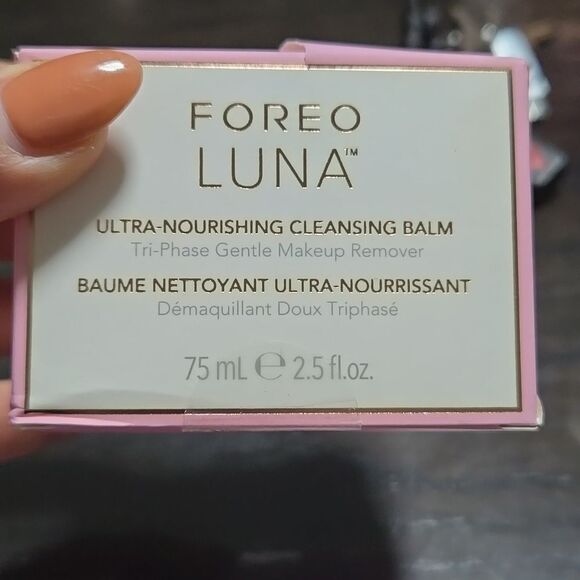 FOREO
LUNA™
ULTRA-NOURISHING CLEANSING BALM
Tri-Phase Gentle Makeup Remover
BAUME NETTOYANT ULTRA-NOURRISSANT
Démaquillant Doux Triphasé
75 mL ℮ 2.5 fl.oz.